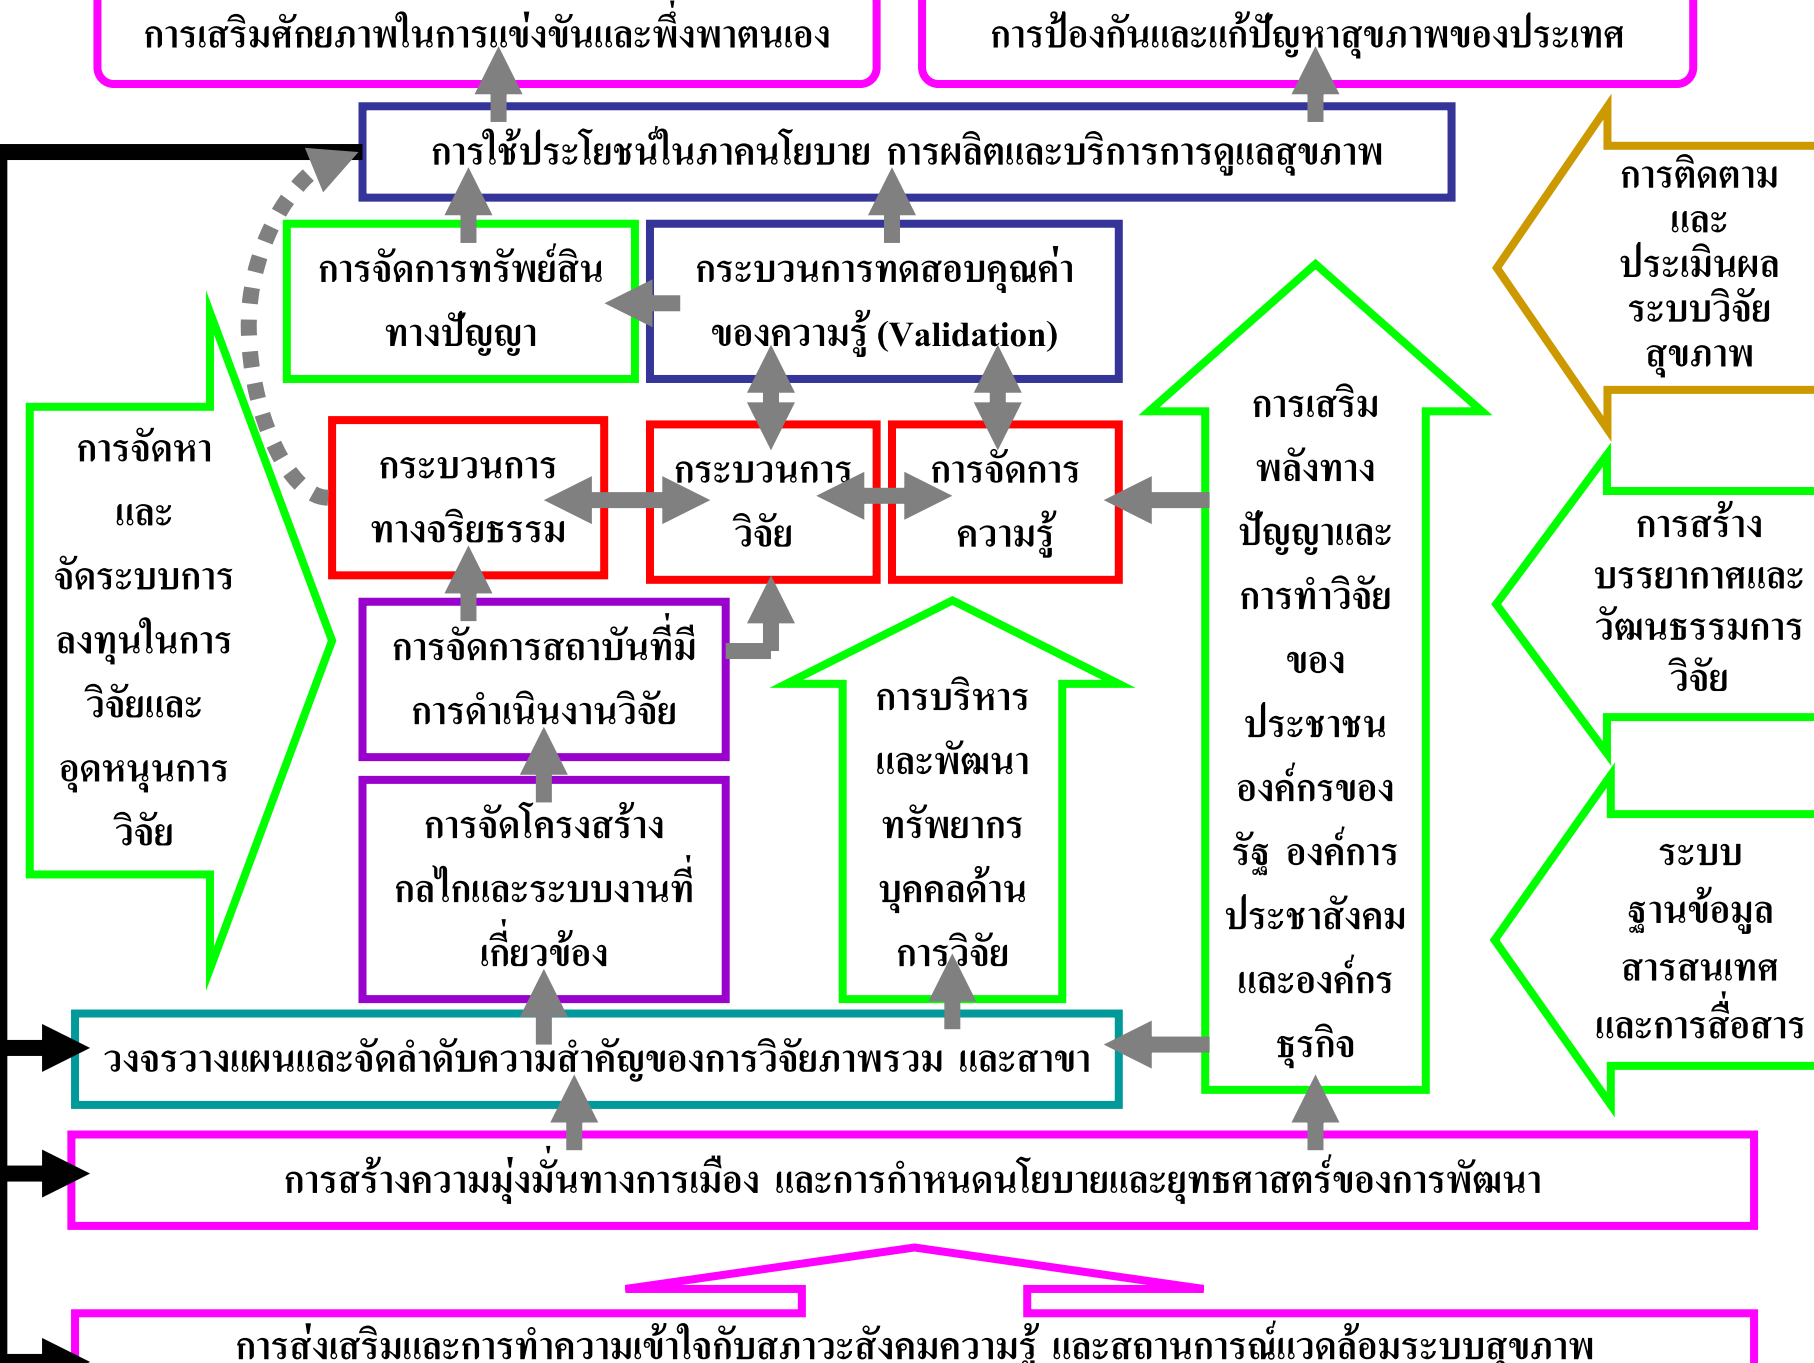 การเสริมศักยภาพในการแข่งขันและพึ่งพาตนเอง
การป้องกันและแก้ปัญหาสุขภาพของประเทศ
การใช้ประโยชน์ในภาคนโยบาย การผลิตและบริการการดูแลสุขภาพ
การจัดการทรัพย์สิน
ทางปัญญา
กระบวนการทดสอบคุณค่า
ของความรู้ (Validation)
การติดตาม
และ
ประเมินผล
ระบบวิจัย
สุขภาพ
การจัดหา
และ
จัดระบบการ
ลงทุนในการ
วิจัยและ
อุดหนุนการ
วิจัย
กระบวนการ
ทางจริยธรรม
กระบวนการ
วิจัย
การจัดการ
ความรู้
การเสริม
พลังทาง
ปัญญาและ
การทำวิจัย
ของ
ประชาชน
องค์กรของ
รัฐ องค์การ
ประชาสังคม
และองค์กร
ธุรกิจ
การสร้าง
บรรยากาศและ
วัฒนธรรมการ
วิจัย
การจัดการสถาบันที่มี
การดำเนินงานวิจัย
การบริหาร
และพัฒนา
ทรัพยากร
บุคคลด้าน
การวิจัย
การจัดโครงสร้าง
กลไกและระบบงานที่
เกี่ยวข้อง
ระบบ
ฐานข้อมูล
สารสนเทศ
และการสื่อสาร
วงจรวางแผนและจัดลำดับความสำคัญของการวิจัยภาพรวม และสาขา
การสร้างความมุ่งมั่นทางการเมือง และการกำหนดนโยบายและยุทธศาสตร์ของการพัฒนา
การส่งเสริมและการทำความเข้าใจกับสภาวะสังคมความรู้ และสถานการณ์แวดล้อมระบบสุขภาพ